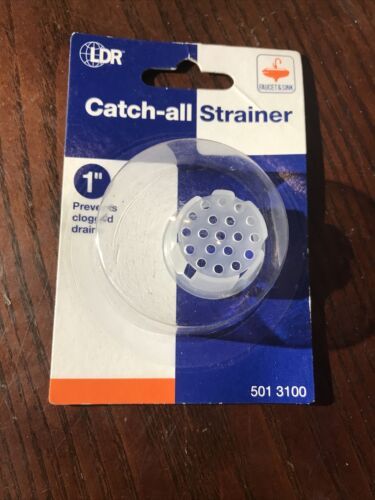 LDR
FAUCET & SINK
Catch-all Strainer
1"
Prevents
clogged
drains
501 3100